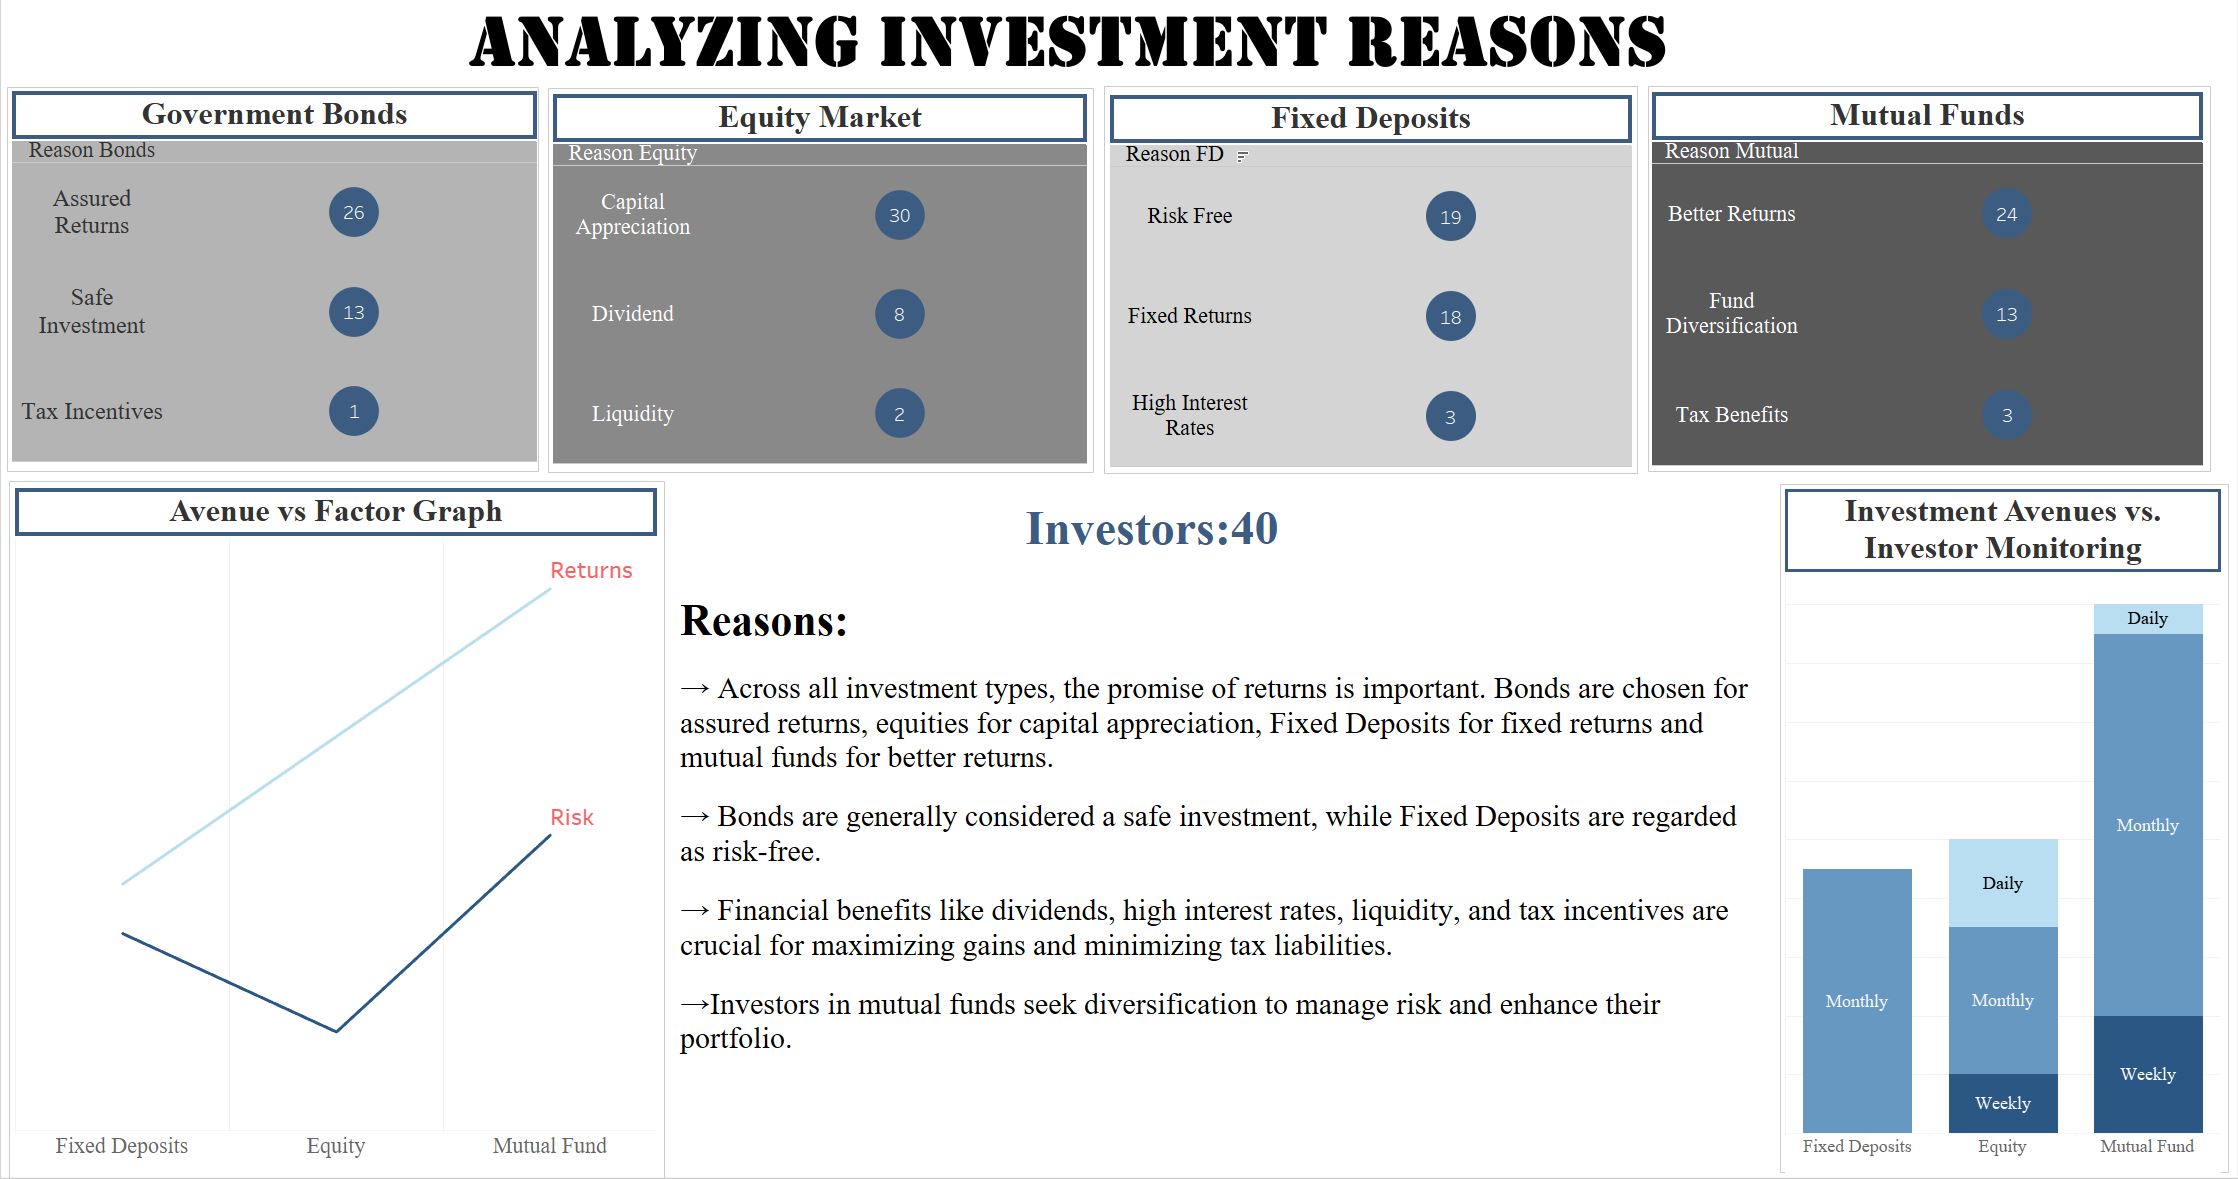 ANALYZING INVESTMENT REASONS
Government Bonds
Reason Bonds
Assured
Returns
26
Safe
Investment
13
Tax Incentives
1
Equity Market
Reason Equity
Capital
Appreciation
30
Dividend
8
Liquidity
2
Fixed Deposits
Reason FD
Risk Free
19
Fixed Returns
18
High Interest
Rates
3
Mutual Funds
Reason Mutual
Better Returns
24
Fund
Diversification
13
Tax Benefits
3
Avenue vs Factor Graph
Returns
Risk
Fixed Deposits
Equity
Mutual Fund
Investors:40
Reasons:
→ Across all investment types, the promise of returns is important. Bonds are chosen for
assured returns, equities for capital appreciation, Fixed Deposits for fixed returns and
mutual funds for better returns.
→ Bonds are generally considered a safe investment, while Fixed Deposits are regarded
as risk-free.
→ Financial benefits like dividends, high interest rates, liquidity, and tax incentives are
crucial for maximizing gains and minimizing tax liabilities.
→Investors in mutual funds seek diversification to manage risk and enhance their
portfolio.
Investment Avenues vs.
Investor Monitoring
Monthly
Daily
Monthly
Weekly
Daily
Monthly
Weekly
Fixed Deposits
Equity
Mutual Fund